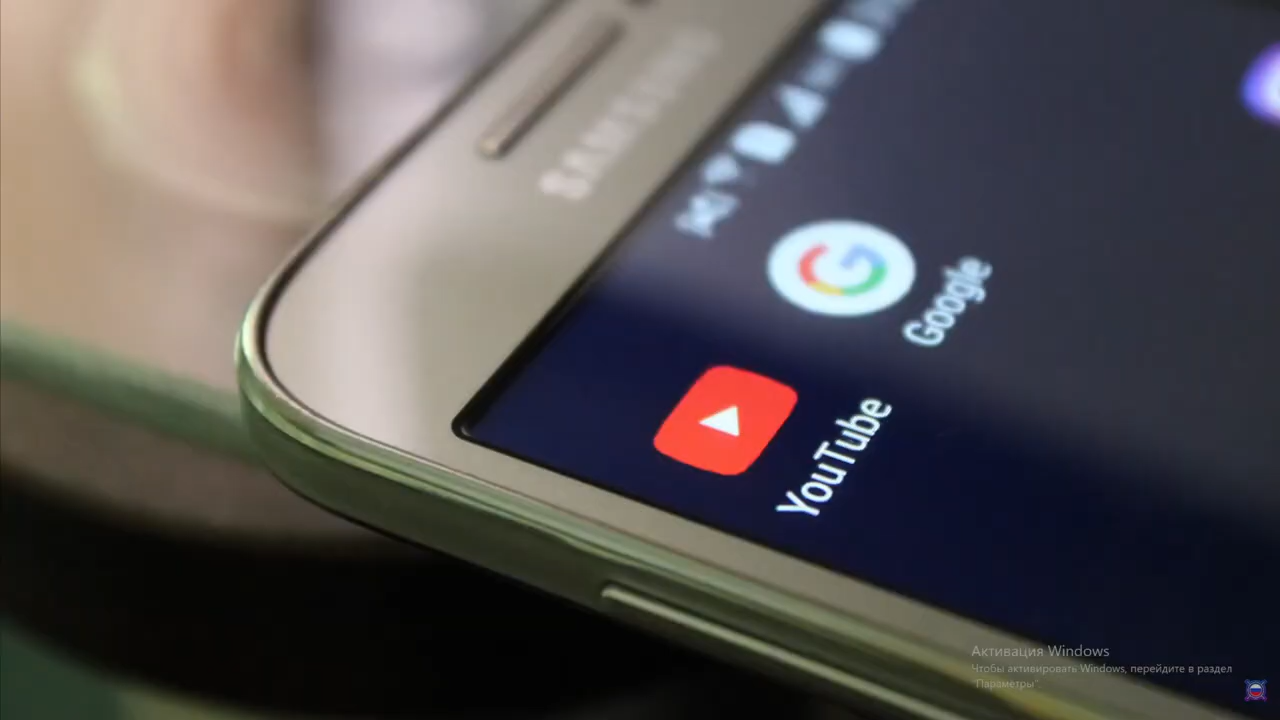 SAMSUNG
Google
YouTube
Активация Windows
Чтобы активировать Windows, перейдите в раздел
"Параметры".